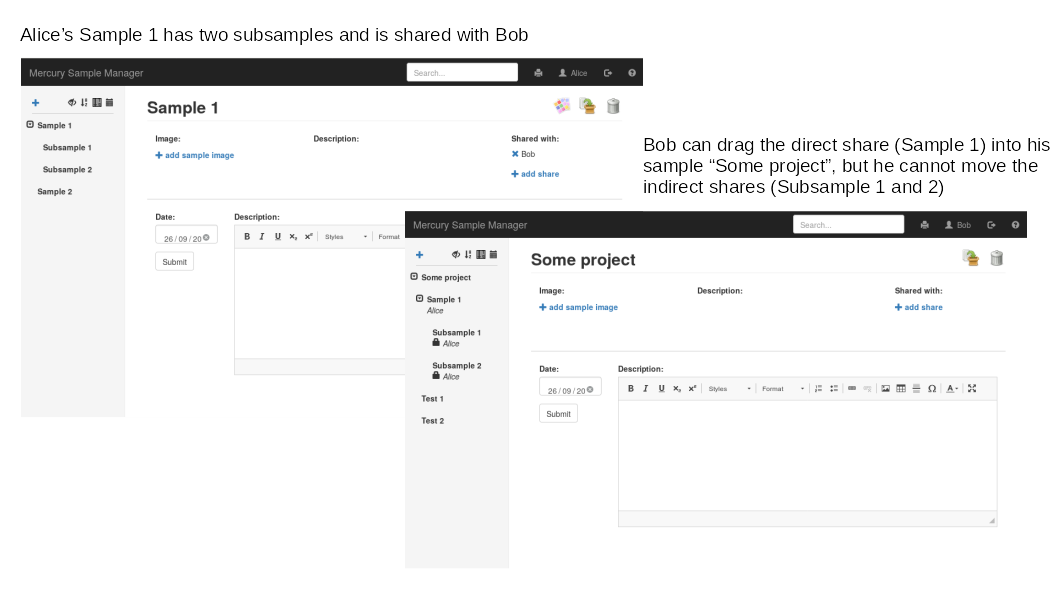 Alice's Sample 1 has two subsamples and is shared with Bob
Mercury Sample Manager
Search...
Alice
Sample 1
Subsample 1
Subsample 2
Sample 2
Sample 1
Image:
add sample image
Description:
Shared with:
Bob
add share
Date:
26 / 09 / 20
Submit
Description:
B I U x₂ x² Styles Format
Bob can drag the direct share (Sample 1) into his
sample “Some project”, but he cannot move the
indirect shares (Subsample 1 and 2)
Mercury Sample Manager
Search...
Bob
Some project
Sample 1
Alice
Subsample 1
Alice
Subsample 2
Alice
Test 1
Test 2
Some project
Image:
add sample image
Description:
Shared with:
add share
Date:
26 / 09 / 20
Submit
Description:
B I U x₂ x² Styles Format Ω A